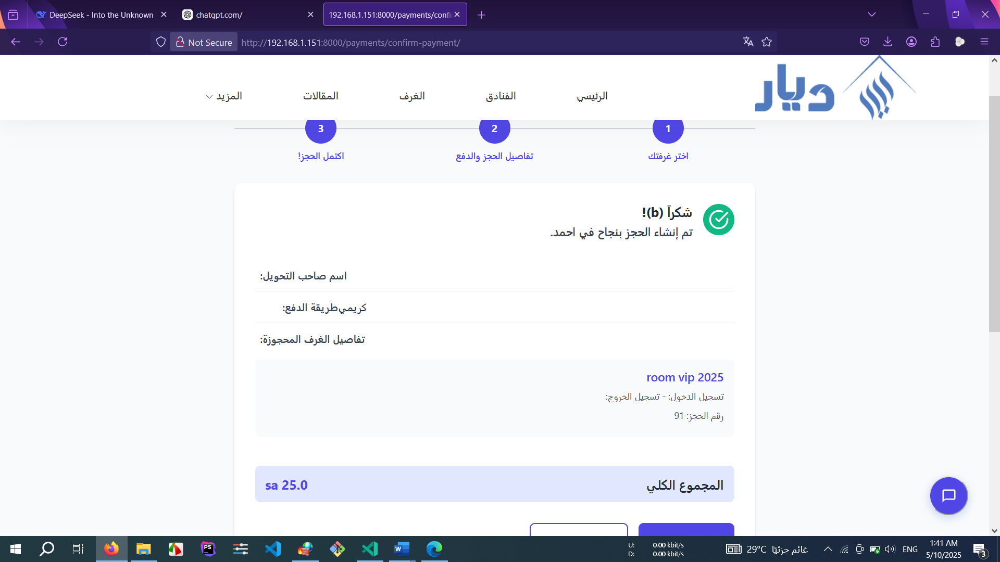 DeepSeek - Into the Unknown
chatgpt.com/
192.168.1.151:8000/payments/confi
Not Secure
http://192.168.1.151:8000/payments/confirm-payment/
ديار
الرئيسي
الفنادق
الغرف
المقالات
المزيد
1
2
3
اختر غرفتك
تفاصيل الحجز والدفع
اكتمل الحجز!
شكراً (b)!
تم إنشاء الحجز بنجاح في احمد.
اسم صاحب التحويل:
كريميطريقة الدفع:
تفاصيل الغرف المحجوزة:
room vip 2025
تسجيل الدخول: - تسجيل الخروج:
رقم الحجز: 91
المجموع الكلي
sa 25.0
PS
W
U: 0.00 kbit/s
D: 0.00 kbit/s
29°C غائم جزئيًا
ENG
1:41 AM
5/10/2025
3